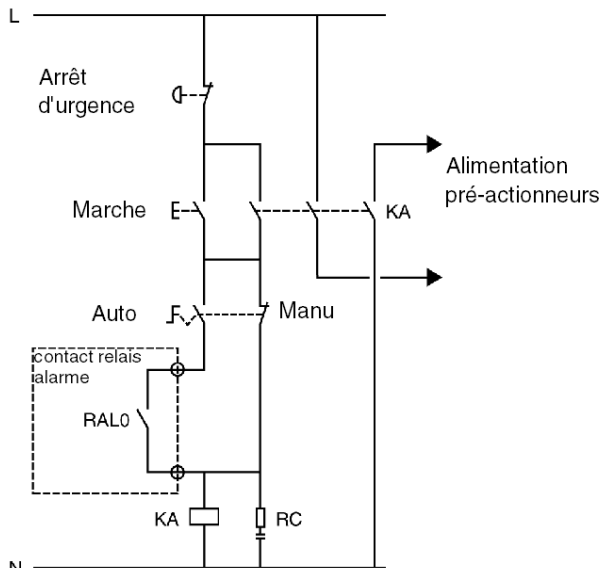 L
Arrêt
d'urgence
Alimentation
pré-actionneurs
Marche
KA
Auto
Manu
contact relais
alarme
RAL0
KA
RC
N